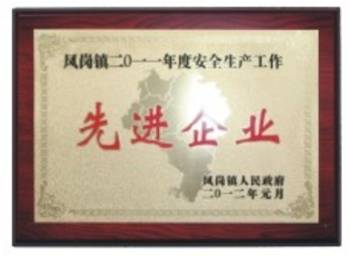 凤岗镇二〇一一年度安全生产工作
先进企业
凤岗镇人民政府
二〇一二年元月